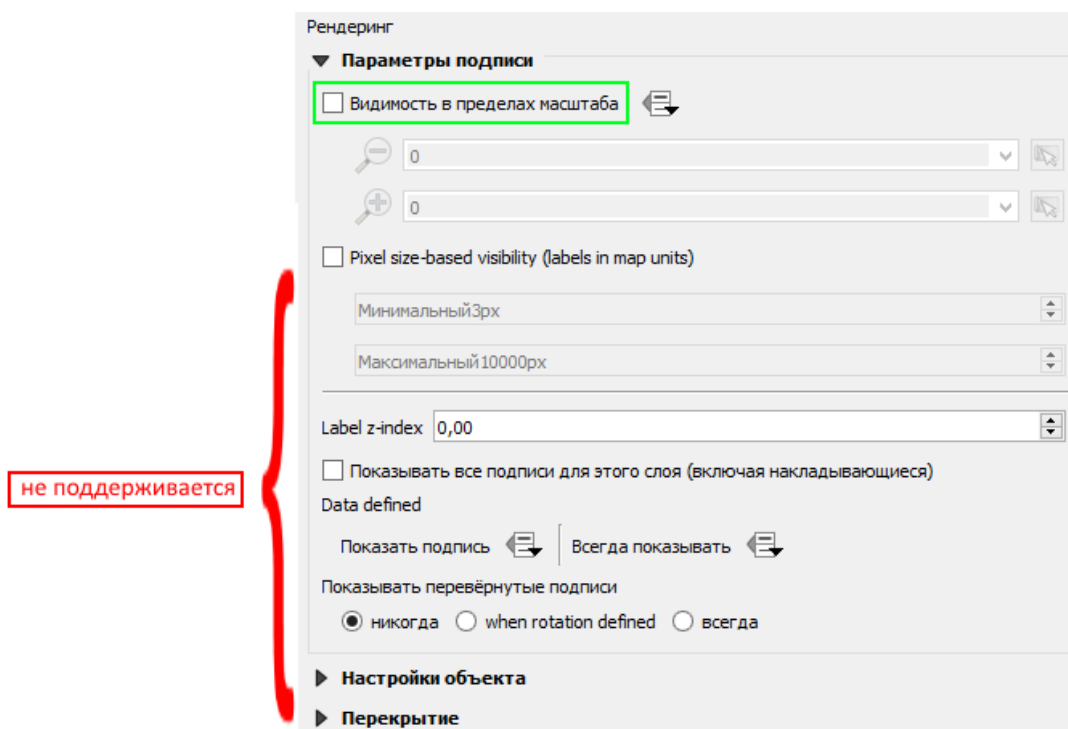 Рендеринг
Параметры подписи
Видимость в пределах масштаба
0
0
Pixel size-based visibility (labels in map units)
Минимальный3px
Максимальный10000px
Label z-index 0,00
Показывать все подписи для этого слоя (включая накладывающиеся)
не поддерживается
Data defined
Показать подпись Всегда показывать
Показывать перевёрнутые подписи
никогда when rotation defined всегда
Настройки объекта
Перекрытие